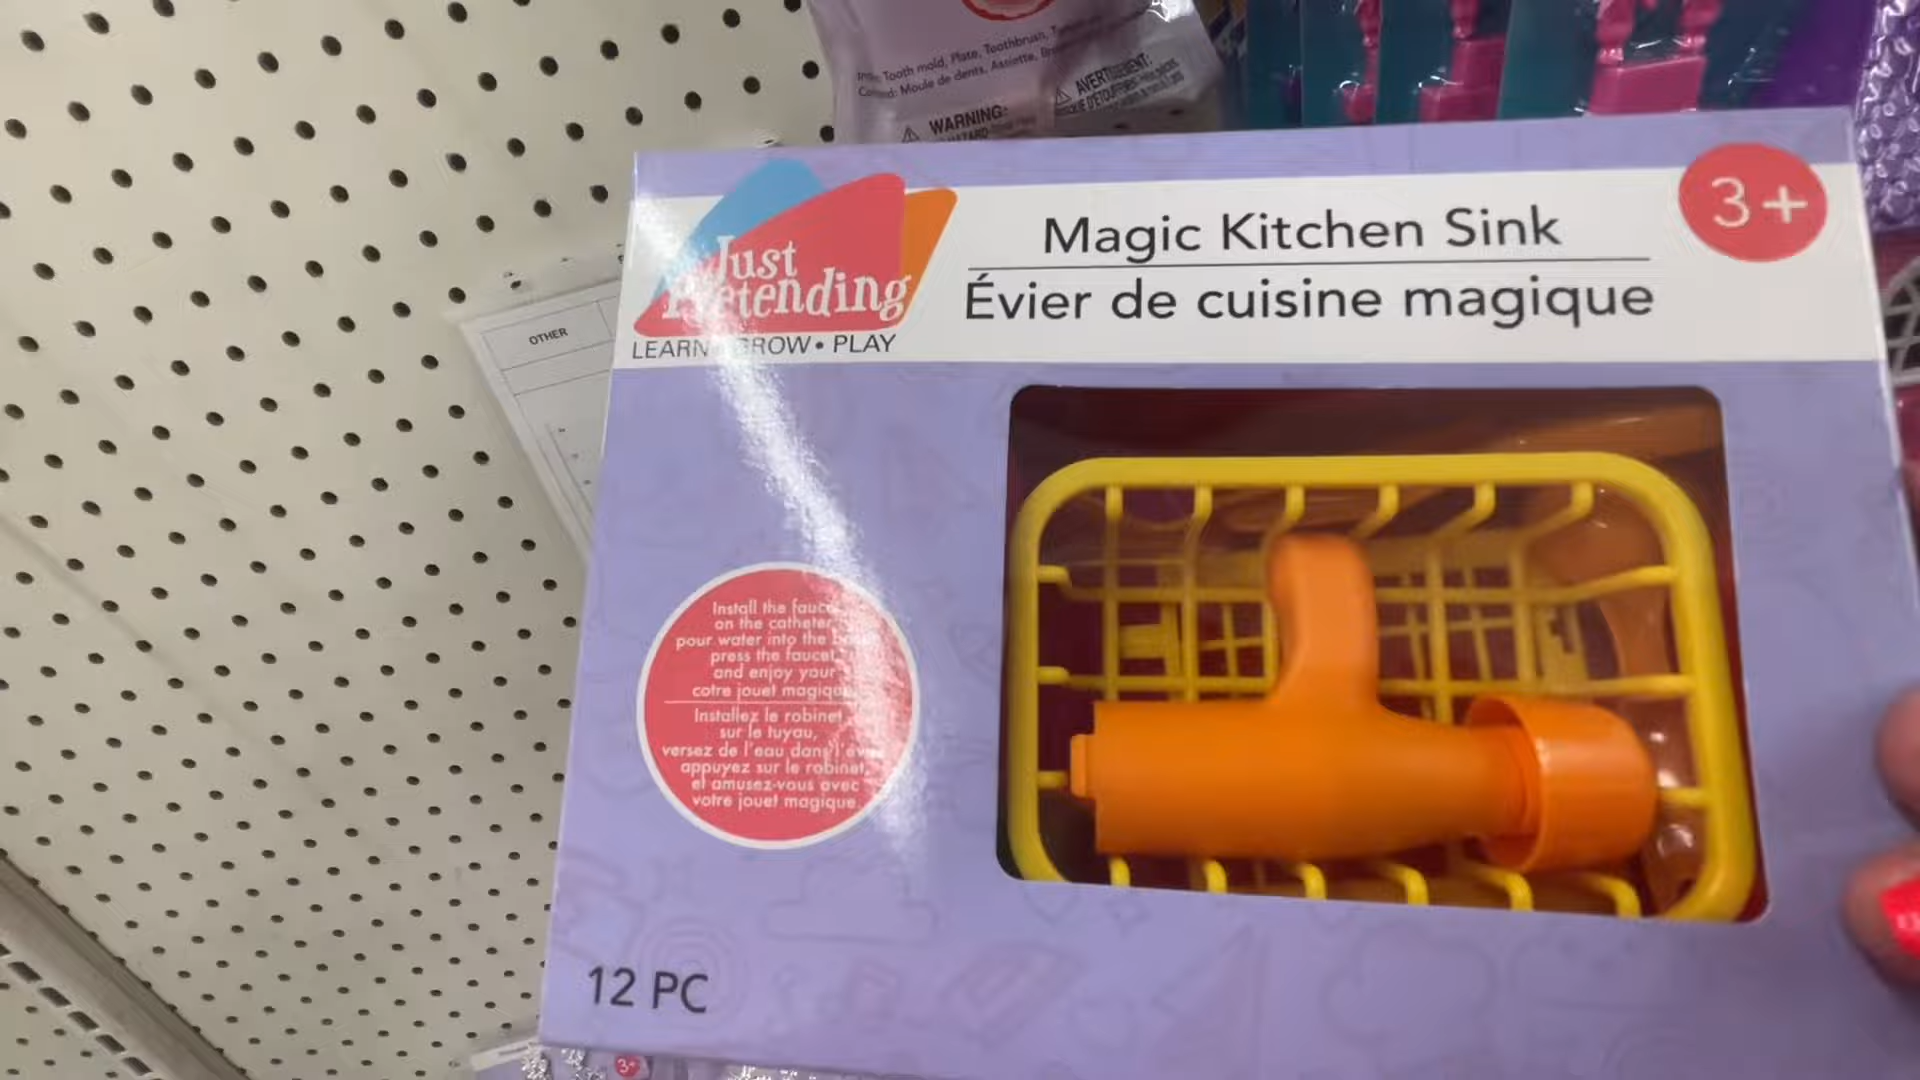 Tooth mold, Plate, Toothbrush,
Moule de dents, Assiette,
WARNING:
AVERTISSEMENT:
OTHER
Just
Pretending
LEARN GROW • PLAY
Magic Kitchen Sink
Évier de cuisine magique
3+
Install the faucet
on the catheter,
pour water into the
press the faucet
and enjoy your
cotre jouet magique
Installez le robinet
sur le tuyau,
versez de l'eau dans l'évier
appuyez sur le robinet
et amusez-vous avec
votre jouet magique.
12 PC
3+